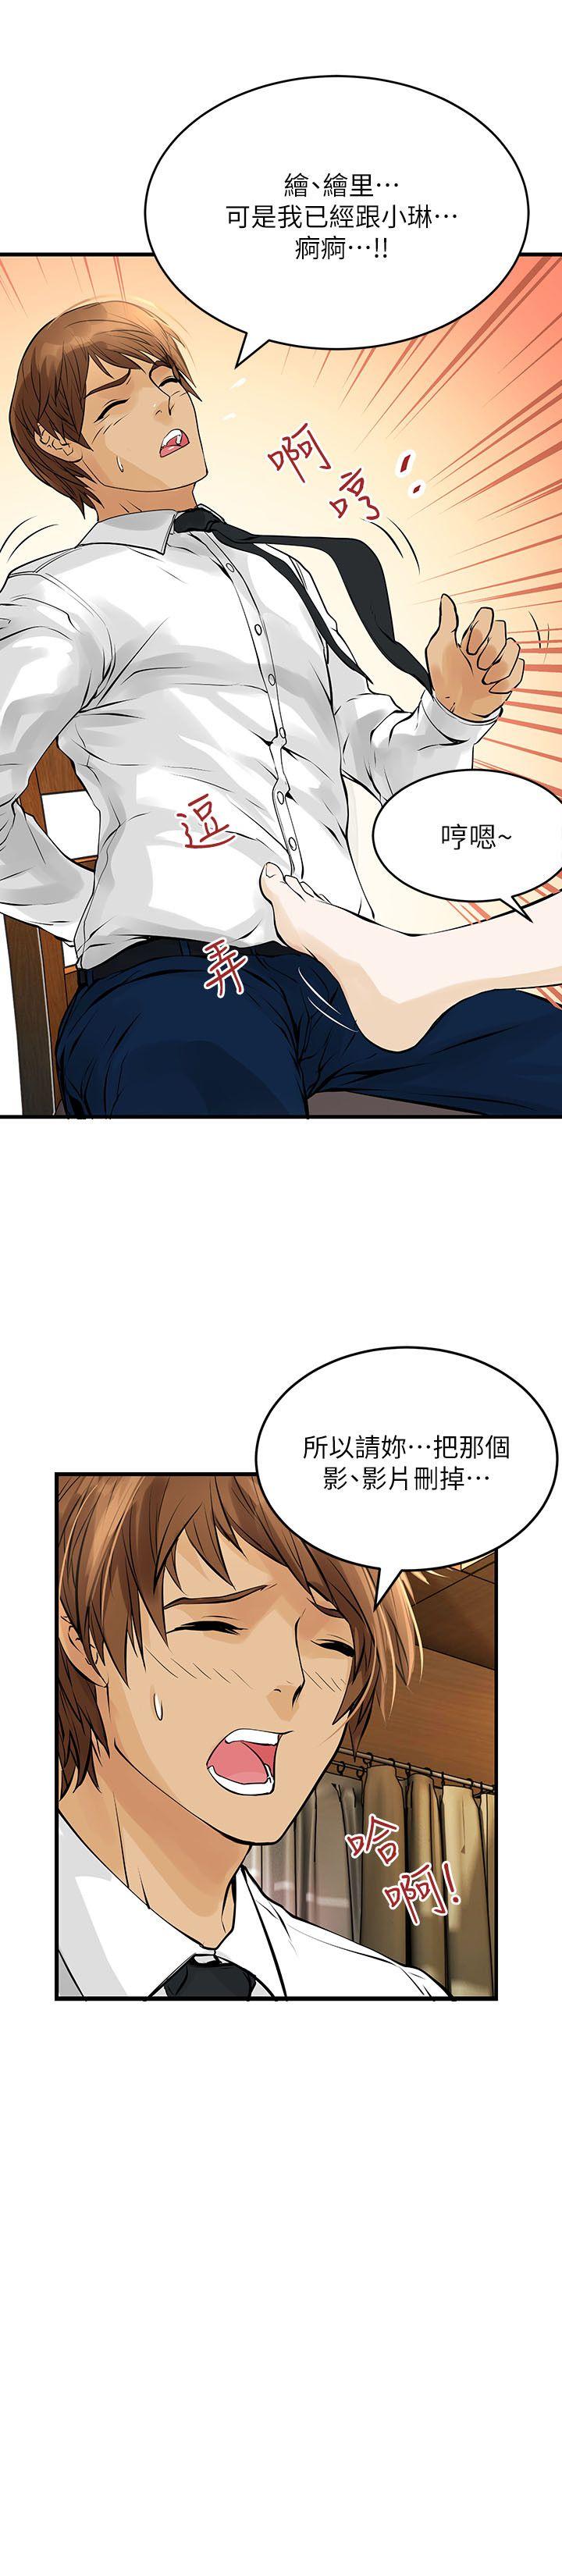 繪、繪里…
可是我已經跟小琳…
痾痾…!!
啊
哼
哼嗯~
逗
弄
所以請妳…把那個
影、影片刪掉…
哈
啊!